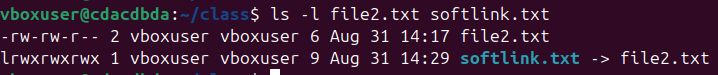 vboxuser@cdacdbda:~/class$ ls -l file2.txt softlink.txt
-rw-rw-r-- 2 vboxuser vboxuser 6 Aug 31 14:17 file2.txt
lrwxrwxrwx 1 vboxuser vboxuser 9 Aug 31 14:29 softlink.txt -> file2.txt